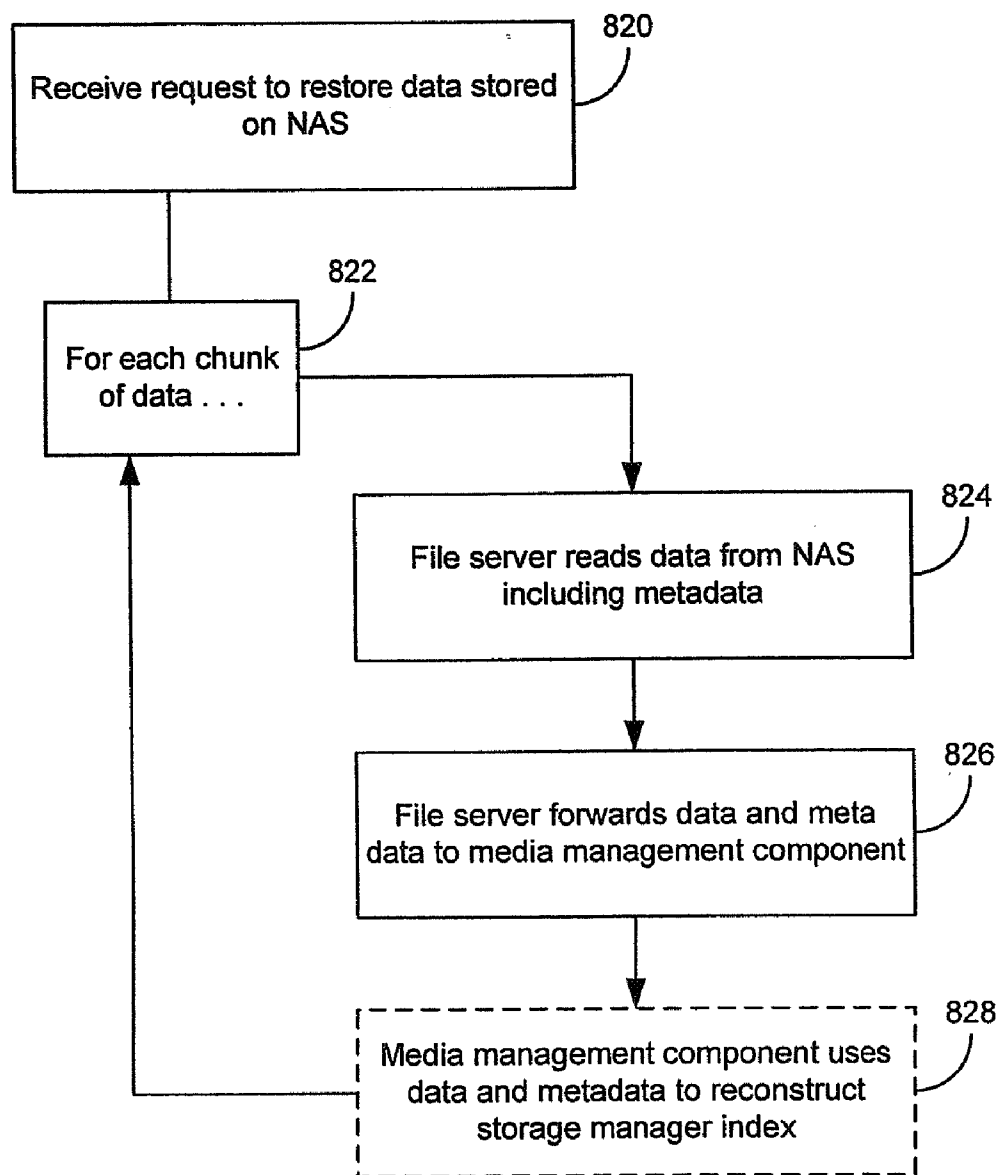 820
Receive request to restore data stored
on NAS
822
For each chunk
of data . . .
824
File server reads data from NAS
including metadata
826
File server forwards data and meta
data to media management component
828
Media management component uses
data and metadata to reconstruct
storage manager index